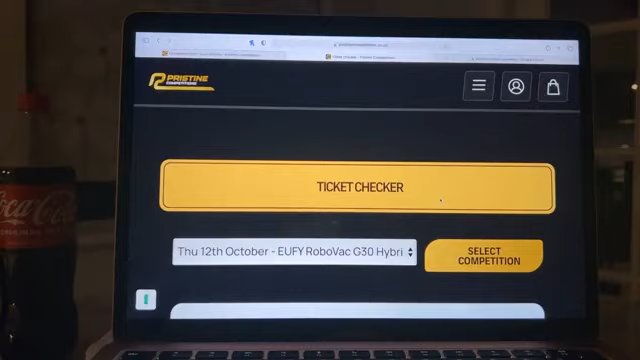 PRISTINE
COMPETITIONS
TICKET CHECKER
Thu 12th October - EUFY RoboVac G30 Hybri
SELECT
COMPETITION
Coca-Cola